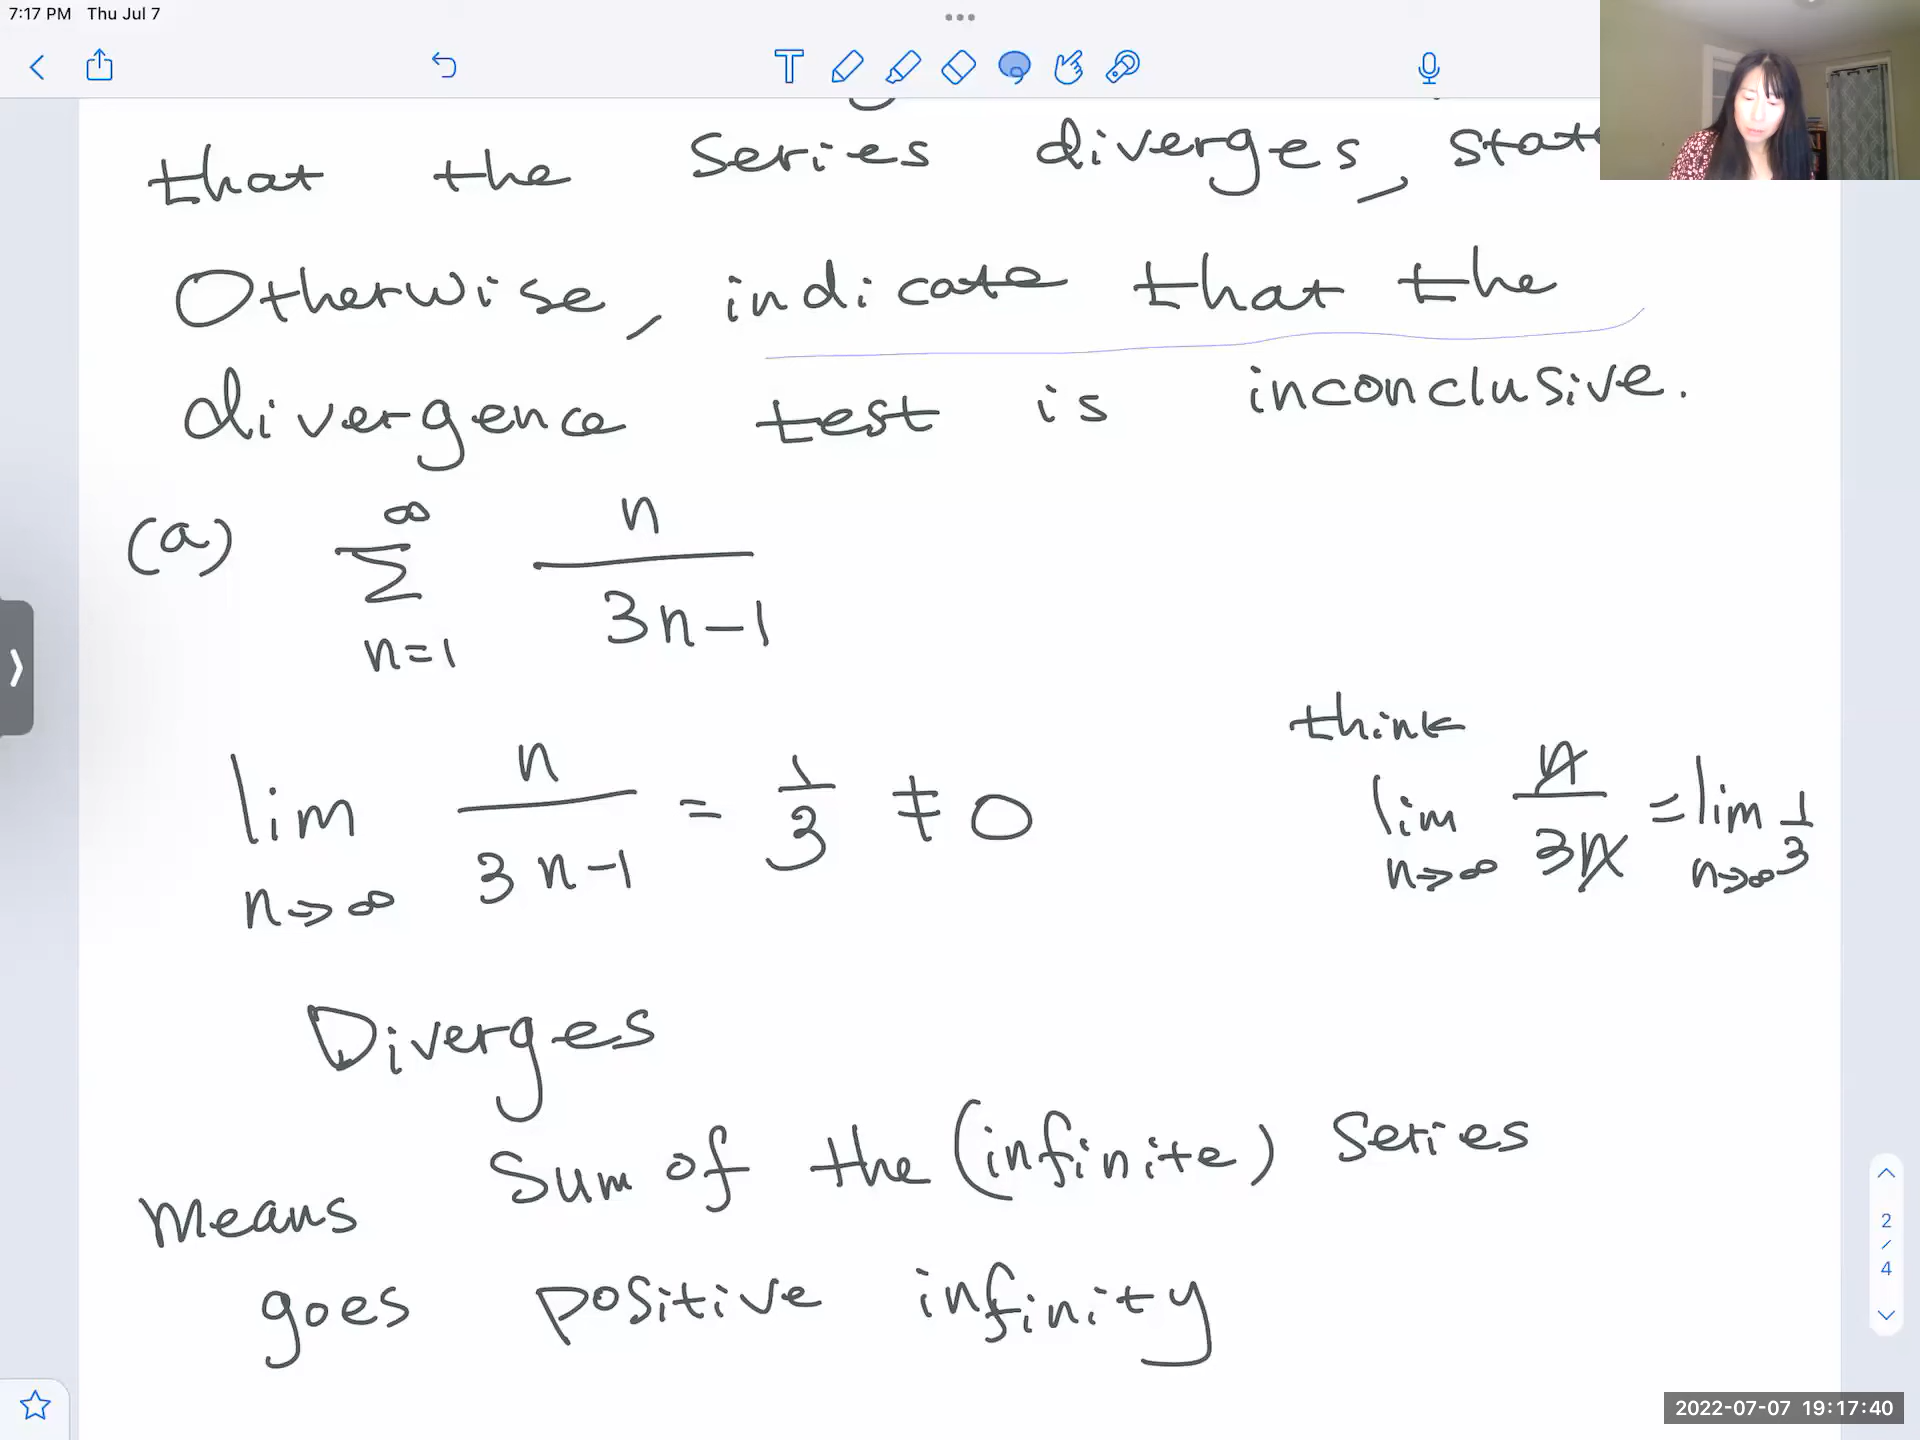 7:17 PM Thu Jul 7
that the series diverges, state
Otherwise, indicate that the
divergence test is inconclusive.
(a) ∞ Σ n=1 n/(3n-1)
think
lim n→∞ n/(3n-1) = 1/3 ≠ 0
lim n→∞ n/(3n) = lim n→∞ 1/3
Diverges
means sum of the (infinite) series
goes positive infinity
2
/
4
2022-07-07 19:17:40